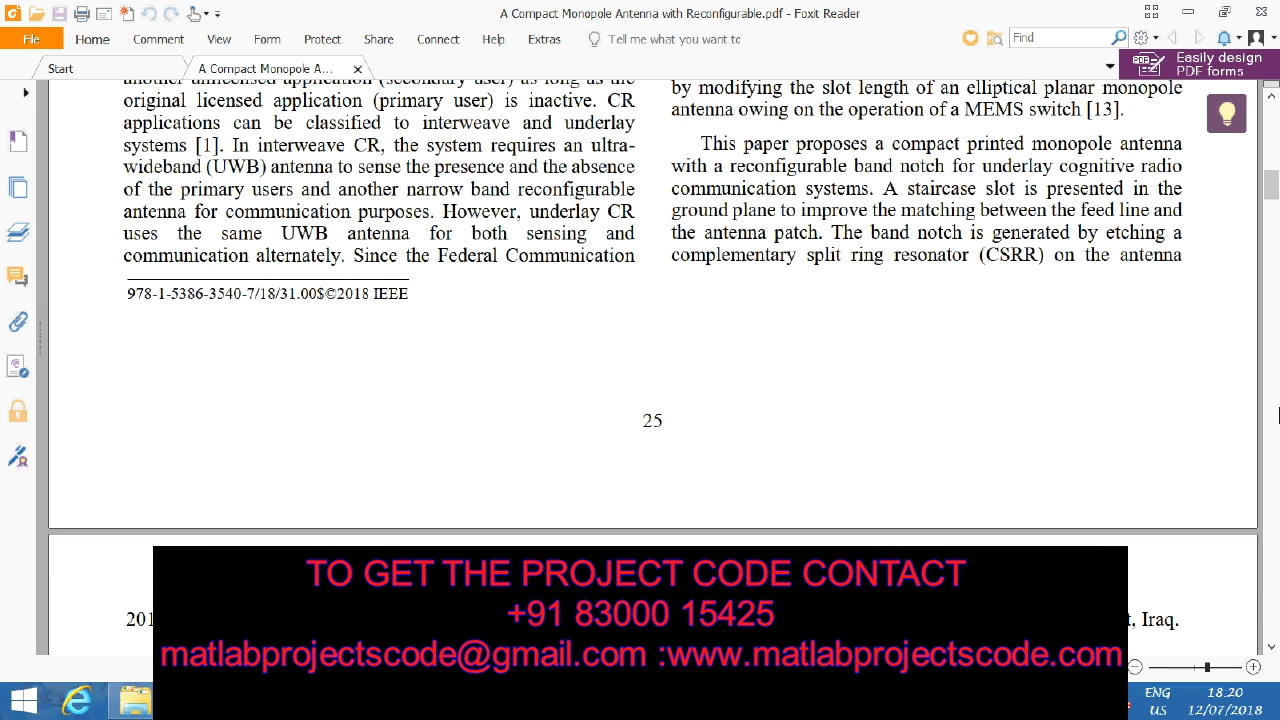 A Compact Monopole Antenna with Reconfigurable.pdf - Foxit Reader
File Home Comment View Form Protect Share Connect Help Extras Tell me what you want t Find
Start A Compact Monopole A...
Easily design
PDF forms
another unlicensed application (secondary user) as long as the
original licensed application (primary user) is inactive. CR
applications can be classified to interweave and underlay
systems [1]. In interweave CR, the system requires an ultra-
wideband (UWB) antenna to sense the presence and the absence
of the primary users and another narrow band reconfigurable
antenna for communication purposes. However, underlay CR
uses the same UWB antenna for both sensing and
communication alternately. Since the Federal Communication
978-1-5386-3540-7/18/31.00$©2018 IEEE
by modifying the slot length of an elliptical planar monopole
antenna owing on the operation of a MEMS switch [13].
This paper proposes a compact printed monopole antenna
with a reconfigurable band notch for underlay cognitive radio
communication systems. A staircase slot is presented in the
ground plane to improve the matching between the feed line and
the antenna patch. The band notch is generated by etching a
complementary split ring resonator (CSRR) on the antenna
25
201
t, Iraq.
TO GET THE PROJECT CODE CONTACT
+91 83000 15425
matlabprojectscode@gmail.com :www.matlabprojectscode.com
ENG
US
18.20
12/07/2018